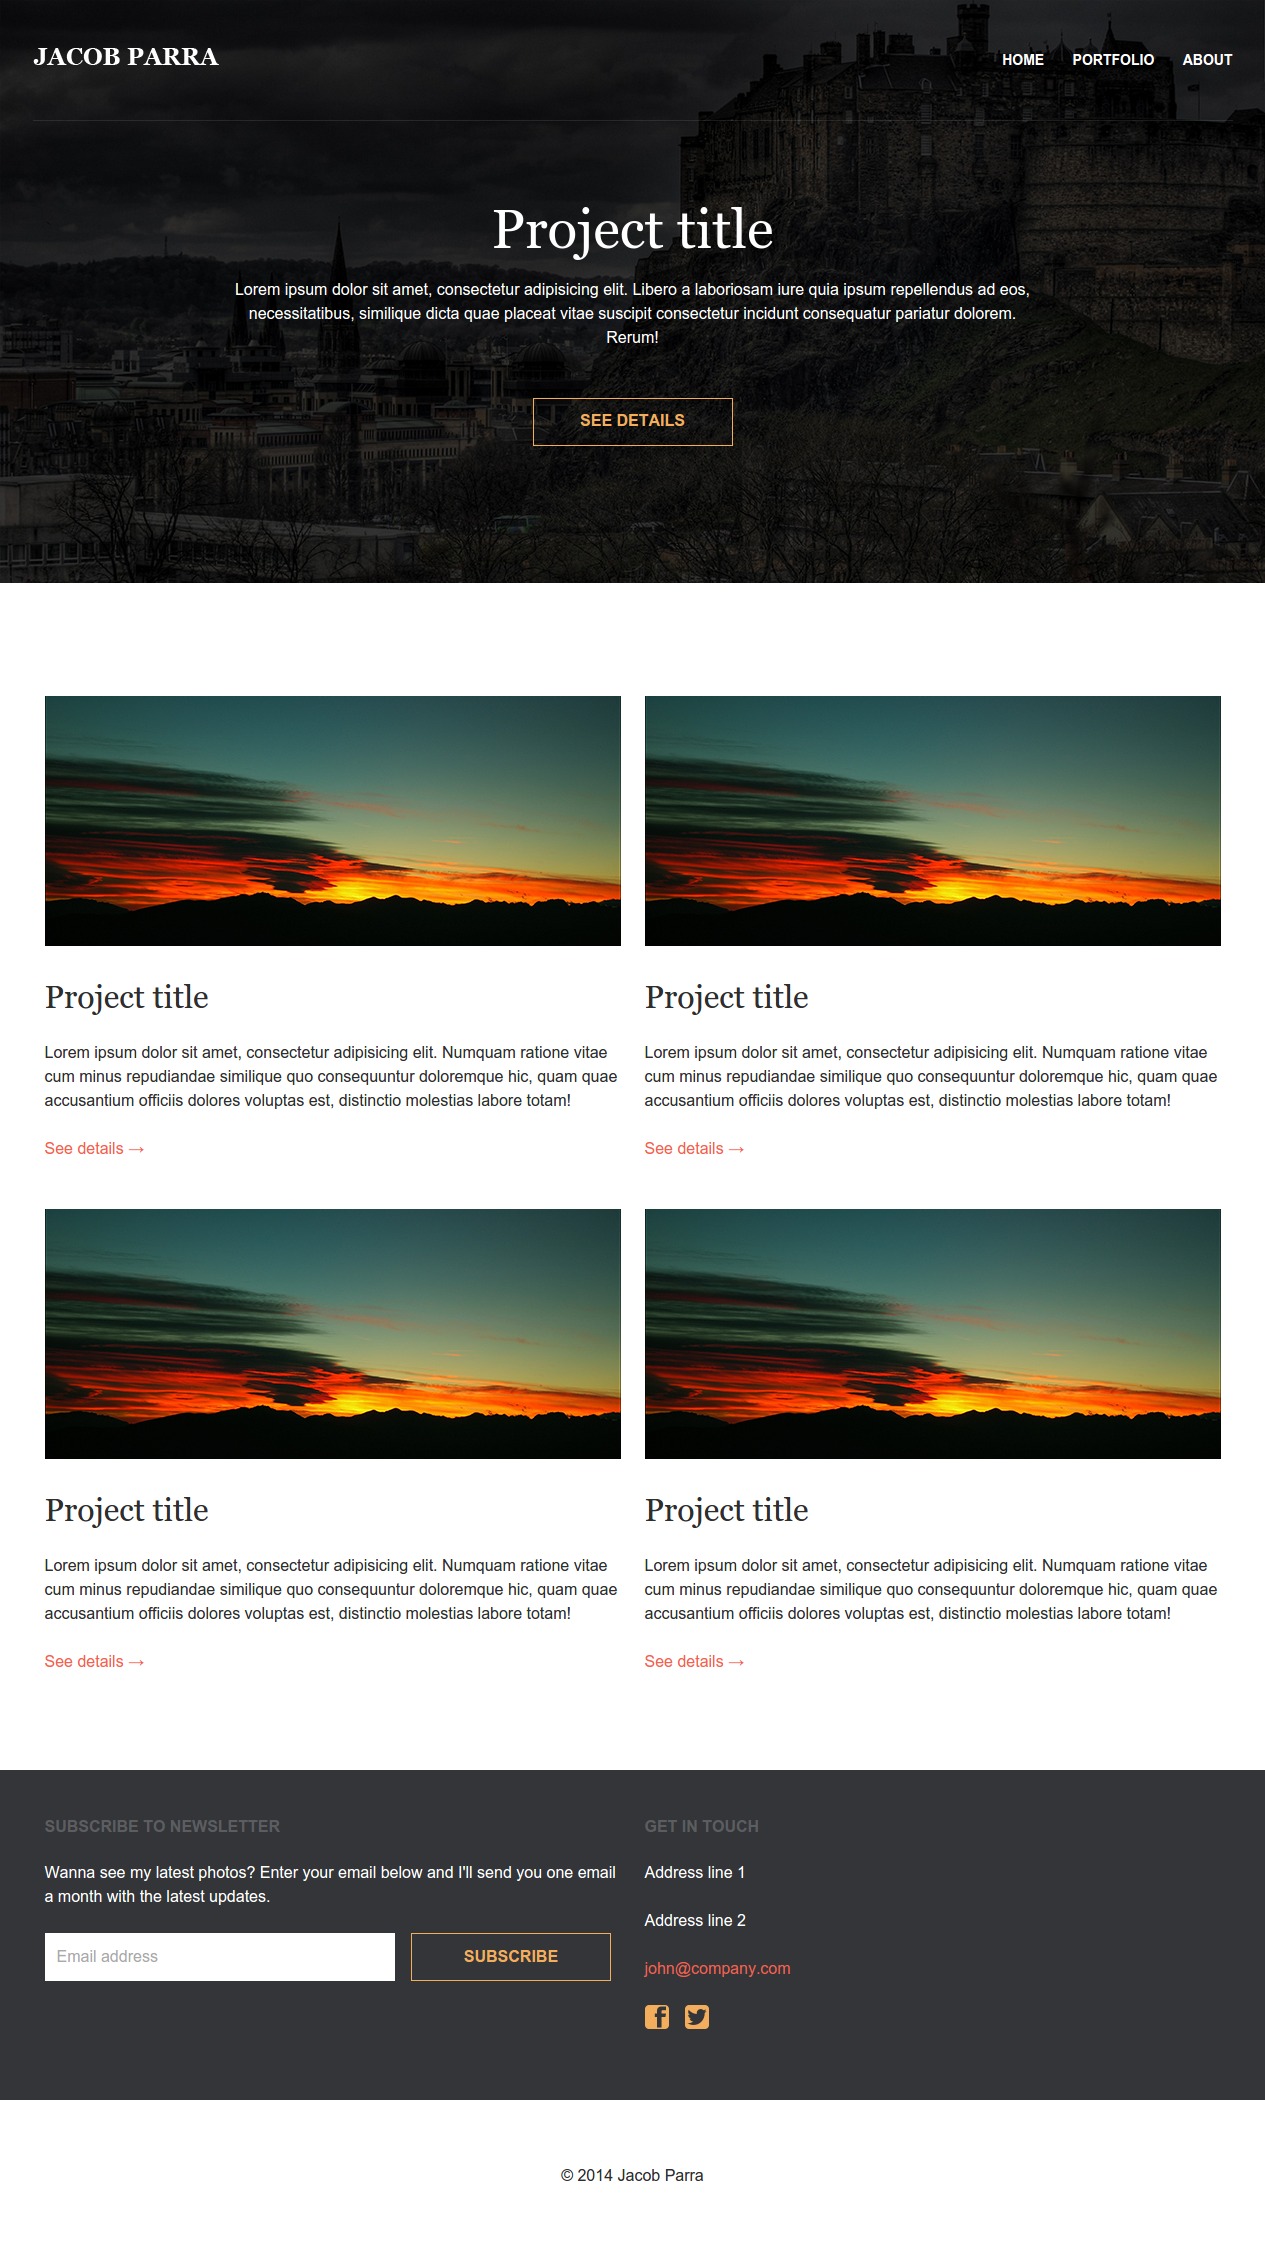 JACOB PARRA
HOME PORTFOLIO ABOUT
Project title
Lorem ipsum dolor sit amet, consectetur adipisicing elit. Libero a laboriosam iure quia ipsum repellendus ad eos,
necessitatibus, similique dicta quae placeat vitae suscipit consectetur incidunt consequatur pariatur dolorem.
Rerum!
SEE DETAILS
Project title
Lorem ipsum dolor sit amet, consectetur adipisicing elit. Numquam ratione vitae
cum minus repudiandae similique quo consequuntur doloremque hic, quam quae
accusantium officiis dolores voluptas est, distinctio molestias labore totam!
See details →
Project title
Lorem ipsum dolor sit amet, consectetur adipisicing elit. Numquam ratione vitae
cum minus repudiandae similique quo consequuntur doloremque hic, quam quae
accusantium officiis dolores voluptas est, distinctio molestias labore totam!
See details →
Project title
Lorem ipsum dolor sit amet, consectetur adipisicing elit. Numquam ratione vitae
cum minus repudiandae similique quo consequuntur doloremque hic, quam quae
accusantium officiis dolores voluptas est, distinctio molestias labore totam!
See details →
Project title
Lorem ipsum dolor sit amet, consectetur adipisicing elit. Numquam ratione vitae
cum minus repudiandae similique quo consequuntur doloremque hic, quam quae
accusantium officiis dolores voluptas est, distinctio molestias labore totam!
See details →
SUBSCRIBE TO NEWSLETTER
Wanna see my latest photos? Enter your email below and I'll send you one email
a month with the latest updates.
Email address
SUBSCRIBE
GET IN TOUCH
Address line 1
Address line 2
john@company.com
© 2014 Jacob Parra